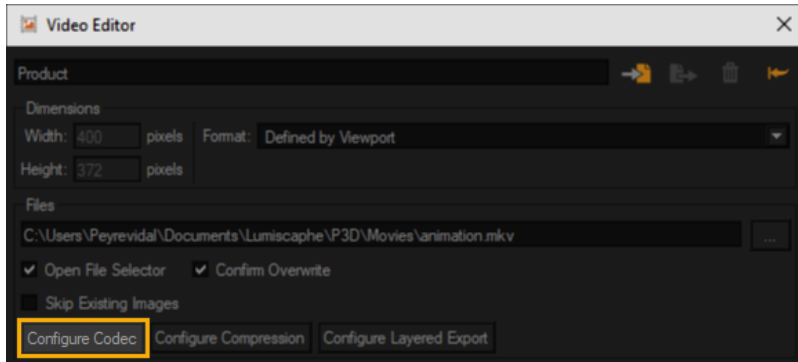 Video Editor
Product
Dimensions
Width: 400 pixels Format: Defined by Viewport
Height: 372 pixels
Files
C:\Users\Peyrevidal\Documents\Lumiscaphe\P3D\Movies\animation.mkv ...
Open File Selector Confirm Overwrite
Skip Existing Images
Configure Codec Configure Compression Configure Layered Export